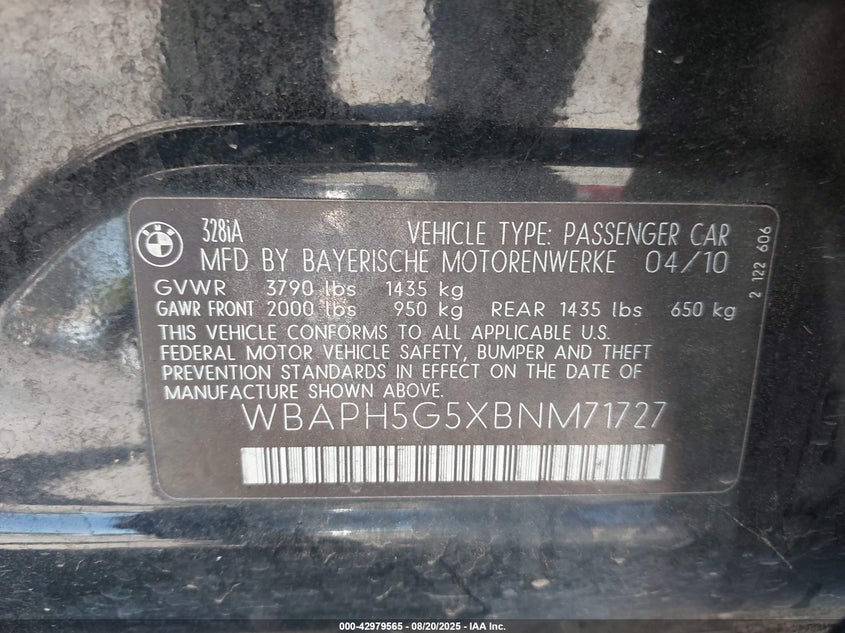 328iA VEHICLE TYPE: PASSENGER CAR
MFD BY BAYERISCHE MOTORENWERKE 04/10
GVWR 3790 lbs 1435 kg
GAWR FRONT 2000 lbs 950 kg REAR 1435 lbs 650 kg
THIS VEHICLE CONFORMS TO ALL APPLICABLE U.S.
FEDERAL MOTOR VEHICLE SAFETY, BUMPER AND THEFT
PREVENTION STANDARDS IN EFFECT ON THE DATE OF
MANUFACTURE SHOWN ABOVE.
WBAPH5G5XBNM71727
2 122 606
BMW
000-42979565 - 08/20/2025 - IAA Inc.